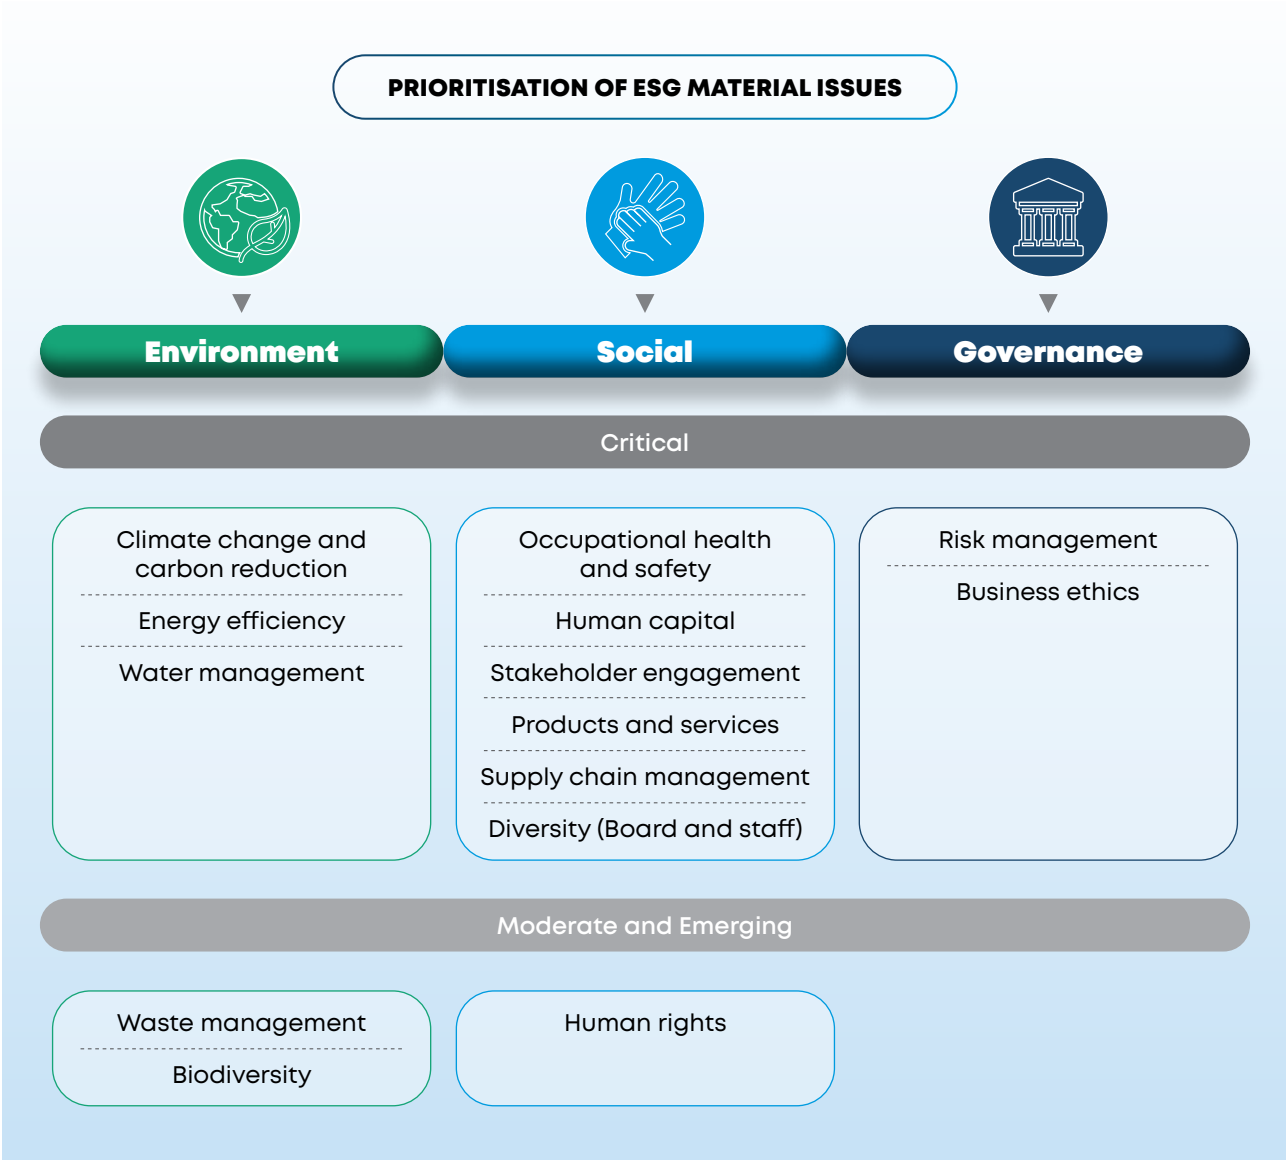 PRIORITISATION OF ESG MATERIAL ISSUES
Environment
Social
Governance
Critical
Climate change and
carbon reduction
Energy efficiency
Water management
Occupational health
and safety
Human capital
Stakeholder engagement
Products and services
Supply chain management
Diversity (Board and staff)
Risk management
Business ethics
Moderate and Emerging
Waste management
Biodiversity
Human rights